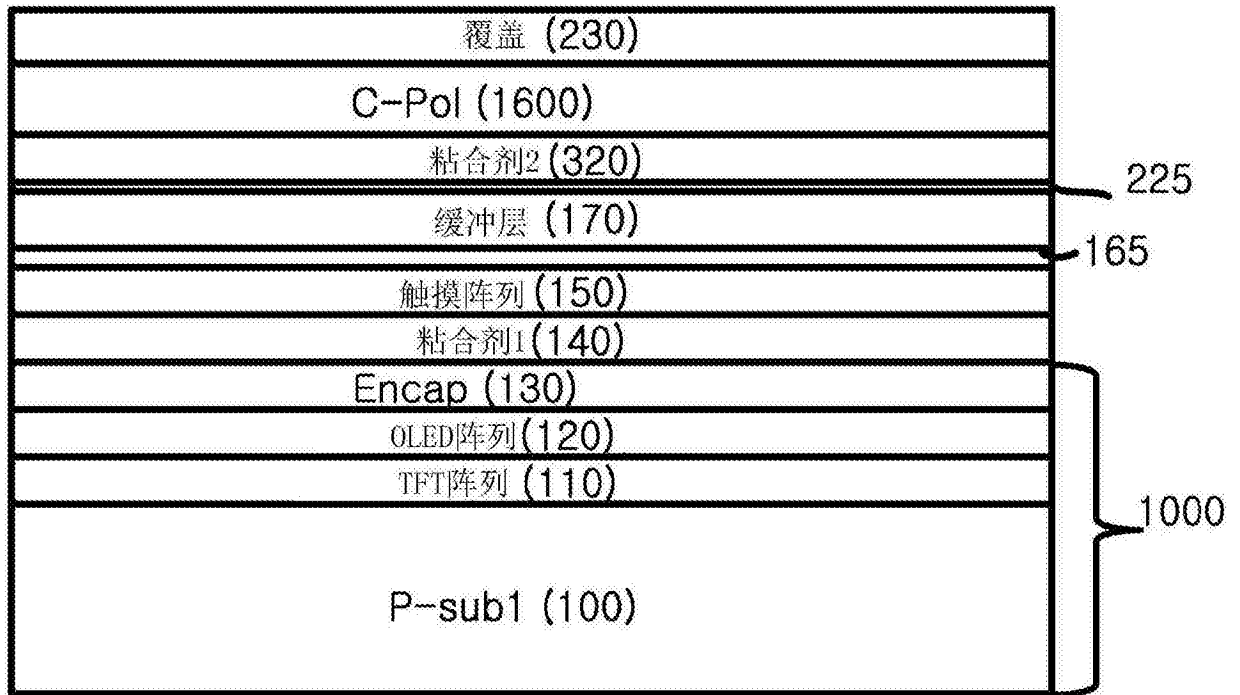 覆盖 (230)
C-Pol (1600)
粘合剂2 (320)
225
缓冲层 (170)
165
触摸阵列(150)
粘合剂1(140)
Encap (130)
OLED阵列(120)
TFT阵列 (110)
1000
P-sub1 (100)